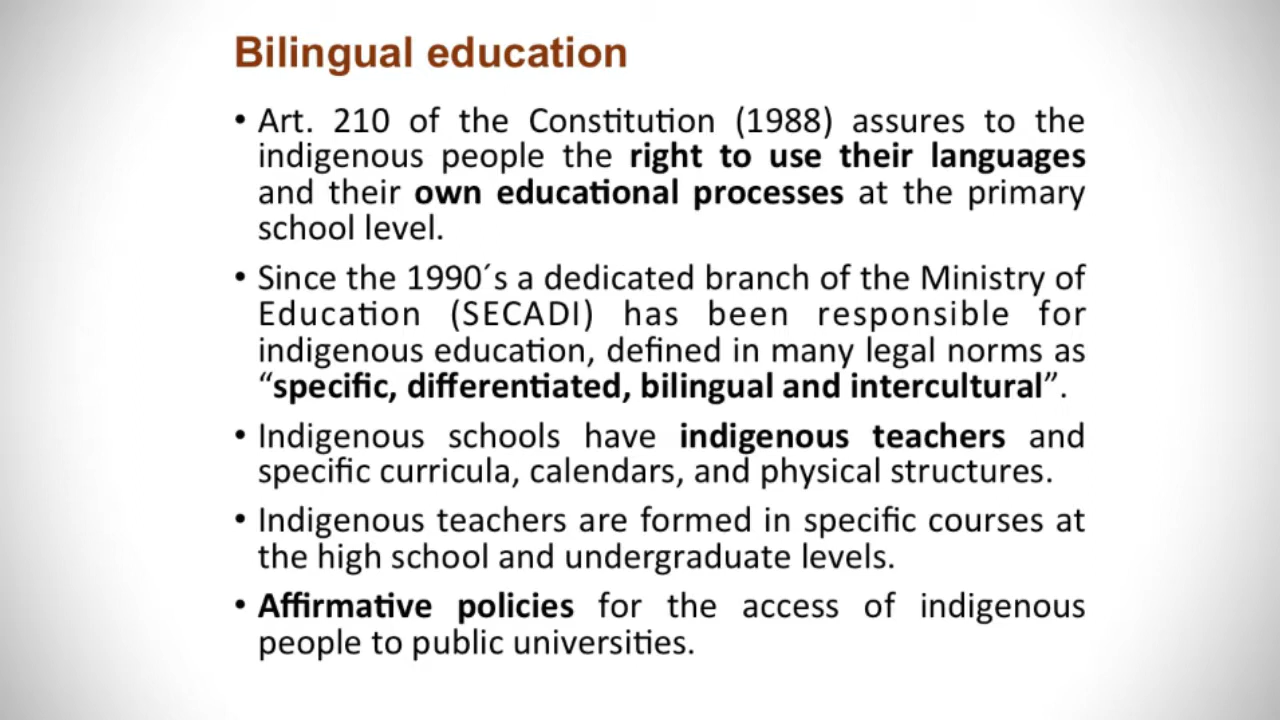 Bilingual education
• Art. 210 of the Constitution (1988) assures to the
indigenous people the right to use their languages
and their own educational processes at the primary
school level.
• Since the 1990´s a dedicated branch of the Ministry of
Education (SECADI) has been responsible for
indigenous education, defined in many legal norms as
“specific, differentiated, bilingual and intercultural”.
• Indigenous schools have indigenous teachers and
specific curricula, calendars, and physical structures.
• Indigenous teachers are formed in specific courses at
the high school and undergraduate levels.
• Affirmative policies for the access of indigenous
people to public universities.